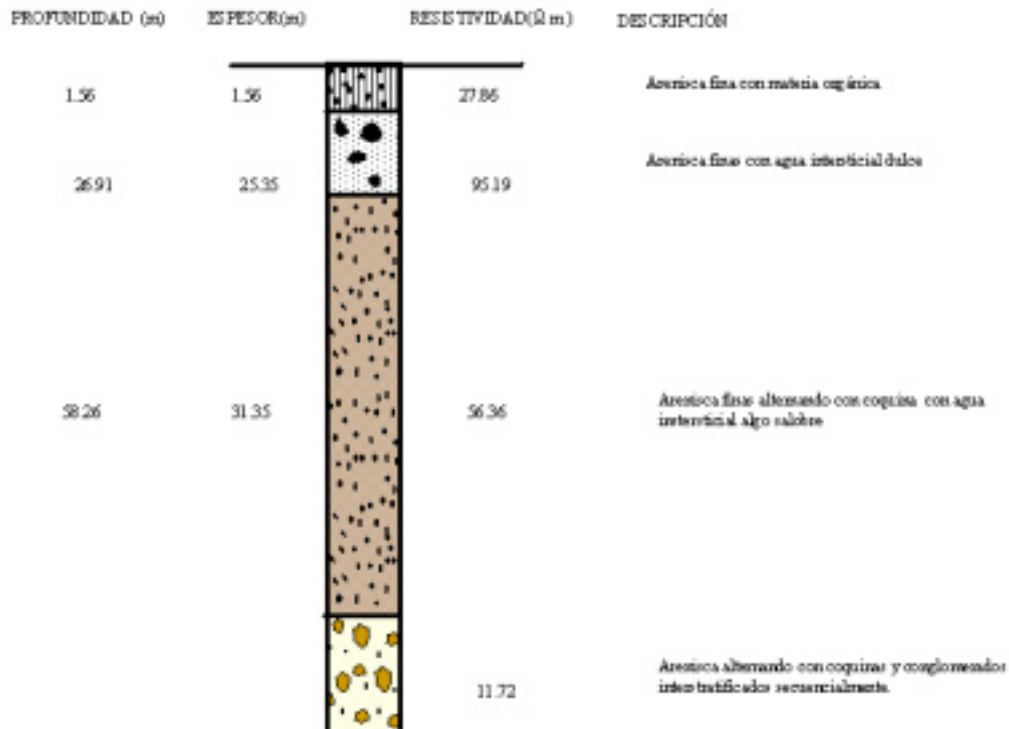 PROFUNDIDAD (m) ESPESOR(m) RESISTIVIDAD(Ω m) DESCRIPCIÓN
1.56 1.56 27.86 Arenisca fina con materia orgánica
Arenisca finas con agua intersticial dulce
26.91 25.35 95.19
58.26 31.35 56.36 Arenisca finas alternando con coquina con agua
instersticial algo salobre
Arenisca alternando con coquinas y conglomerados
11.72 interstratificados secuencialmente.